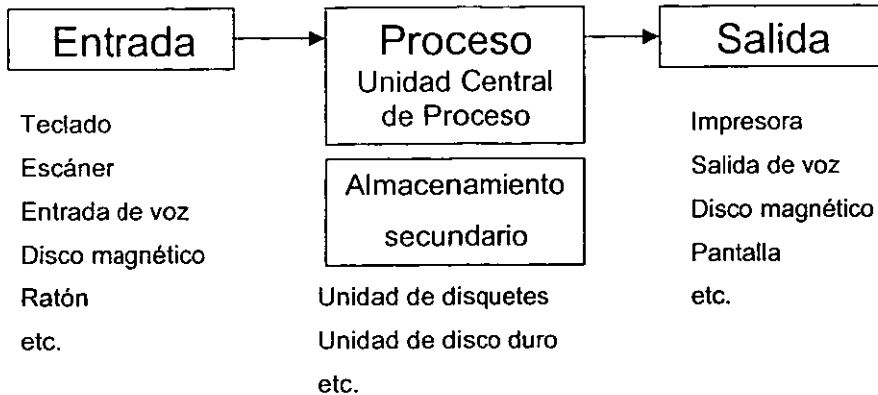 Entrada
Teclado
Escáner
Entrada de voz
Disco magnético
Ratón
etc.
Proceso
Unidad Central
de Proceso
Almacenamiento
secundario
Unidad de disquetes
Unidad de disco duro
etc.
Salida
Impresora
Salida de voz
Disco magnético
Pantalla
etc.